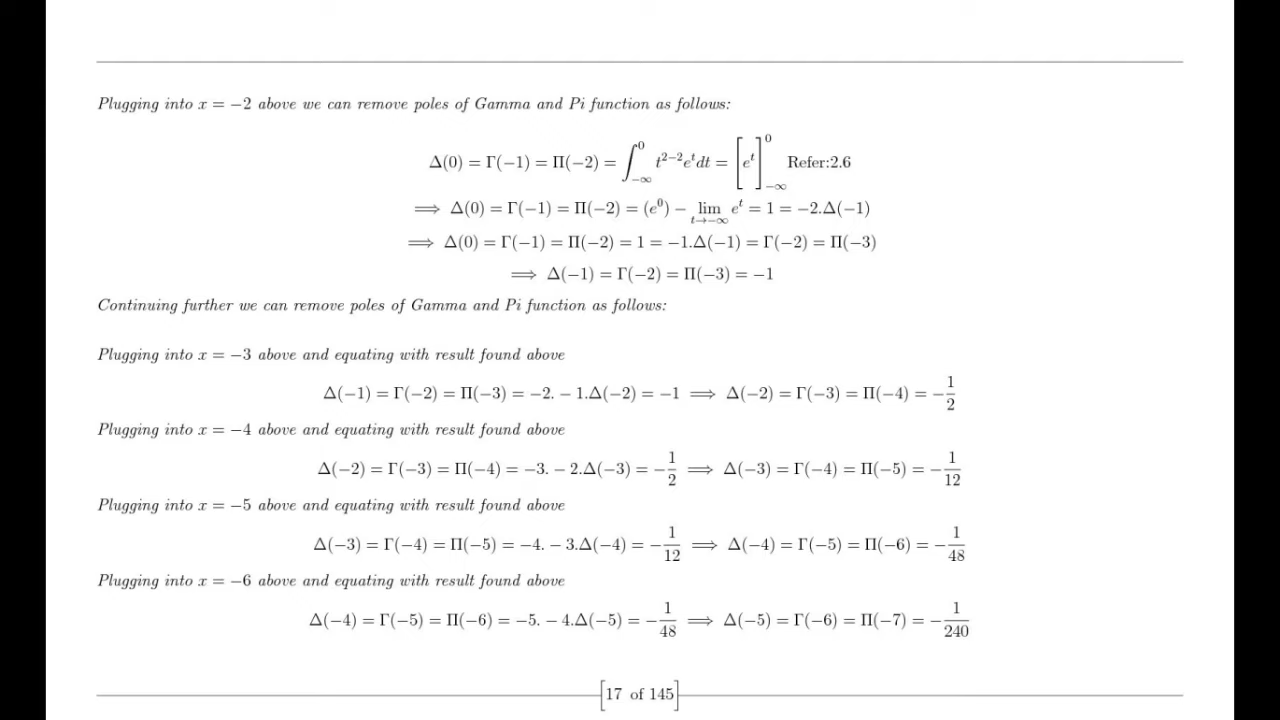 Plugging into x = −2 above we can remove poles of Gamma and Pi function as follows:
Δ(0) = Γ(−1) = Π(−2) = ∫_{−∞}^{0} t^{2−2}e^{t}dt = [e^{t}]_{−∞}^{0} Refer:2.6
⟹ Δ(0) = Γ(−1) = Π(−2) = (e^{0}) − lim_{t→−∞} e^{t} = 1 = −2.Δ(−1)
⟹ Δ(0) = Γ(−1) = Π(−2) = 1 = −1.Δ(−1) = Γ(−2) = Π(−3)
⟹ Δ(−1) = Γ(−2) = Π(−3) = −1
Continuing further we can remove poles of Gamma and Pi function as follows:
Plugging into x = −3 above and equating with result found above
Δ(−1) = Γ(−2) = Π(−3) = −2. − 1.Δ(−2) = −1 ⟹ Δ(−2) = Γ(−3) = Π(−4) = −1/2
Plugging into x = −4 above and equating with result found above
Δ(−2) = Γ(−3) = Π(−4) = −3. − 2.Δ(−3) = −1/2 ⟹ Δ(−3) = Γ(−4) = Π(−5) = −1/12
Plugging into x = −5 above and equating with result found above
Δ(−3) = Γ(−4) = Π(−5) = −4. − 3.Δ(−4) = −1/12 ⟹ Δ(−4) = Γ(−5) = Π(−6) = −1/48
Plugging into x = −6 above and equating with result found above
Δ(−4) = Γ(−5) = Π(−6) = −5. − 4.Δ(−5) = −1/48 ⟹ Δ(−5) = Γ(−6) = Π(−7) = −1/240
[17 of 145]